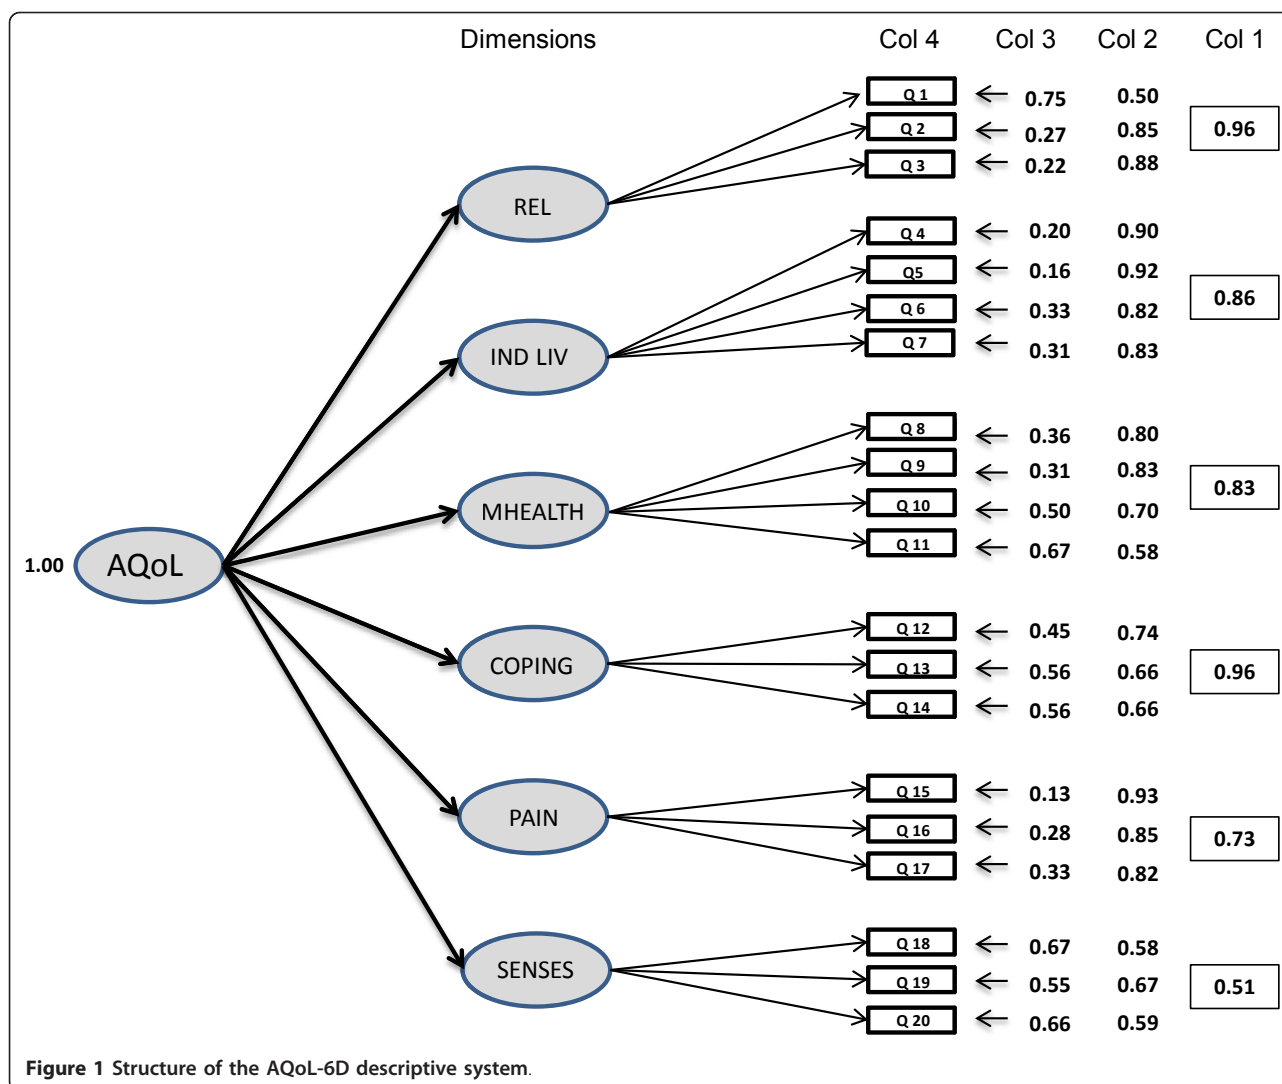 Dimensions Col 4 Col 3 Col 2 Col 1
Q 1 0.75 0.50
0.96
Q 2 0.27 0.85
Q 3 0.22 0.88
REL
Q 4 0.20 0.90
Q5 0.16 0.92
0.86
Q 6 0.33 0.82
Q 7 0.31 0.83
IND LIV
Q 8 0.36 0.80
Q 9 0.31 0.83
0.83
Q 10 0.50 0.70
MHEALTH
Q 11 0.67 0.58
1.00 AQoL
Q 12 0.45 0.74
COPING Q 13 0.56 0.66 0.96
Q 14 0.56 0.66
Q 15 0.13 0.93
PAIN Q 16 0.28 0.85
0.73
Q 17 0.33 0.82
Q 18 0.67 0.58
SENSES Q 19 0.55 0.67
0.51
Q 20 0.66 0.59
Figure 1 Structure of the AQoL-6D descriptive system.